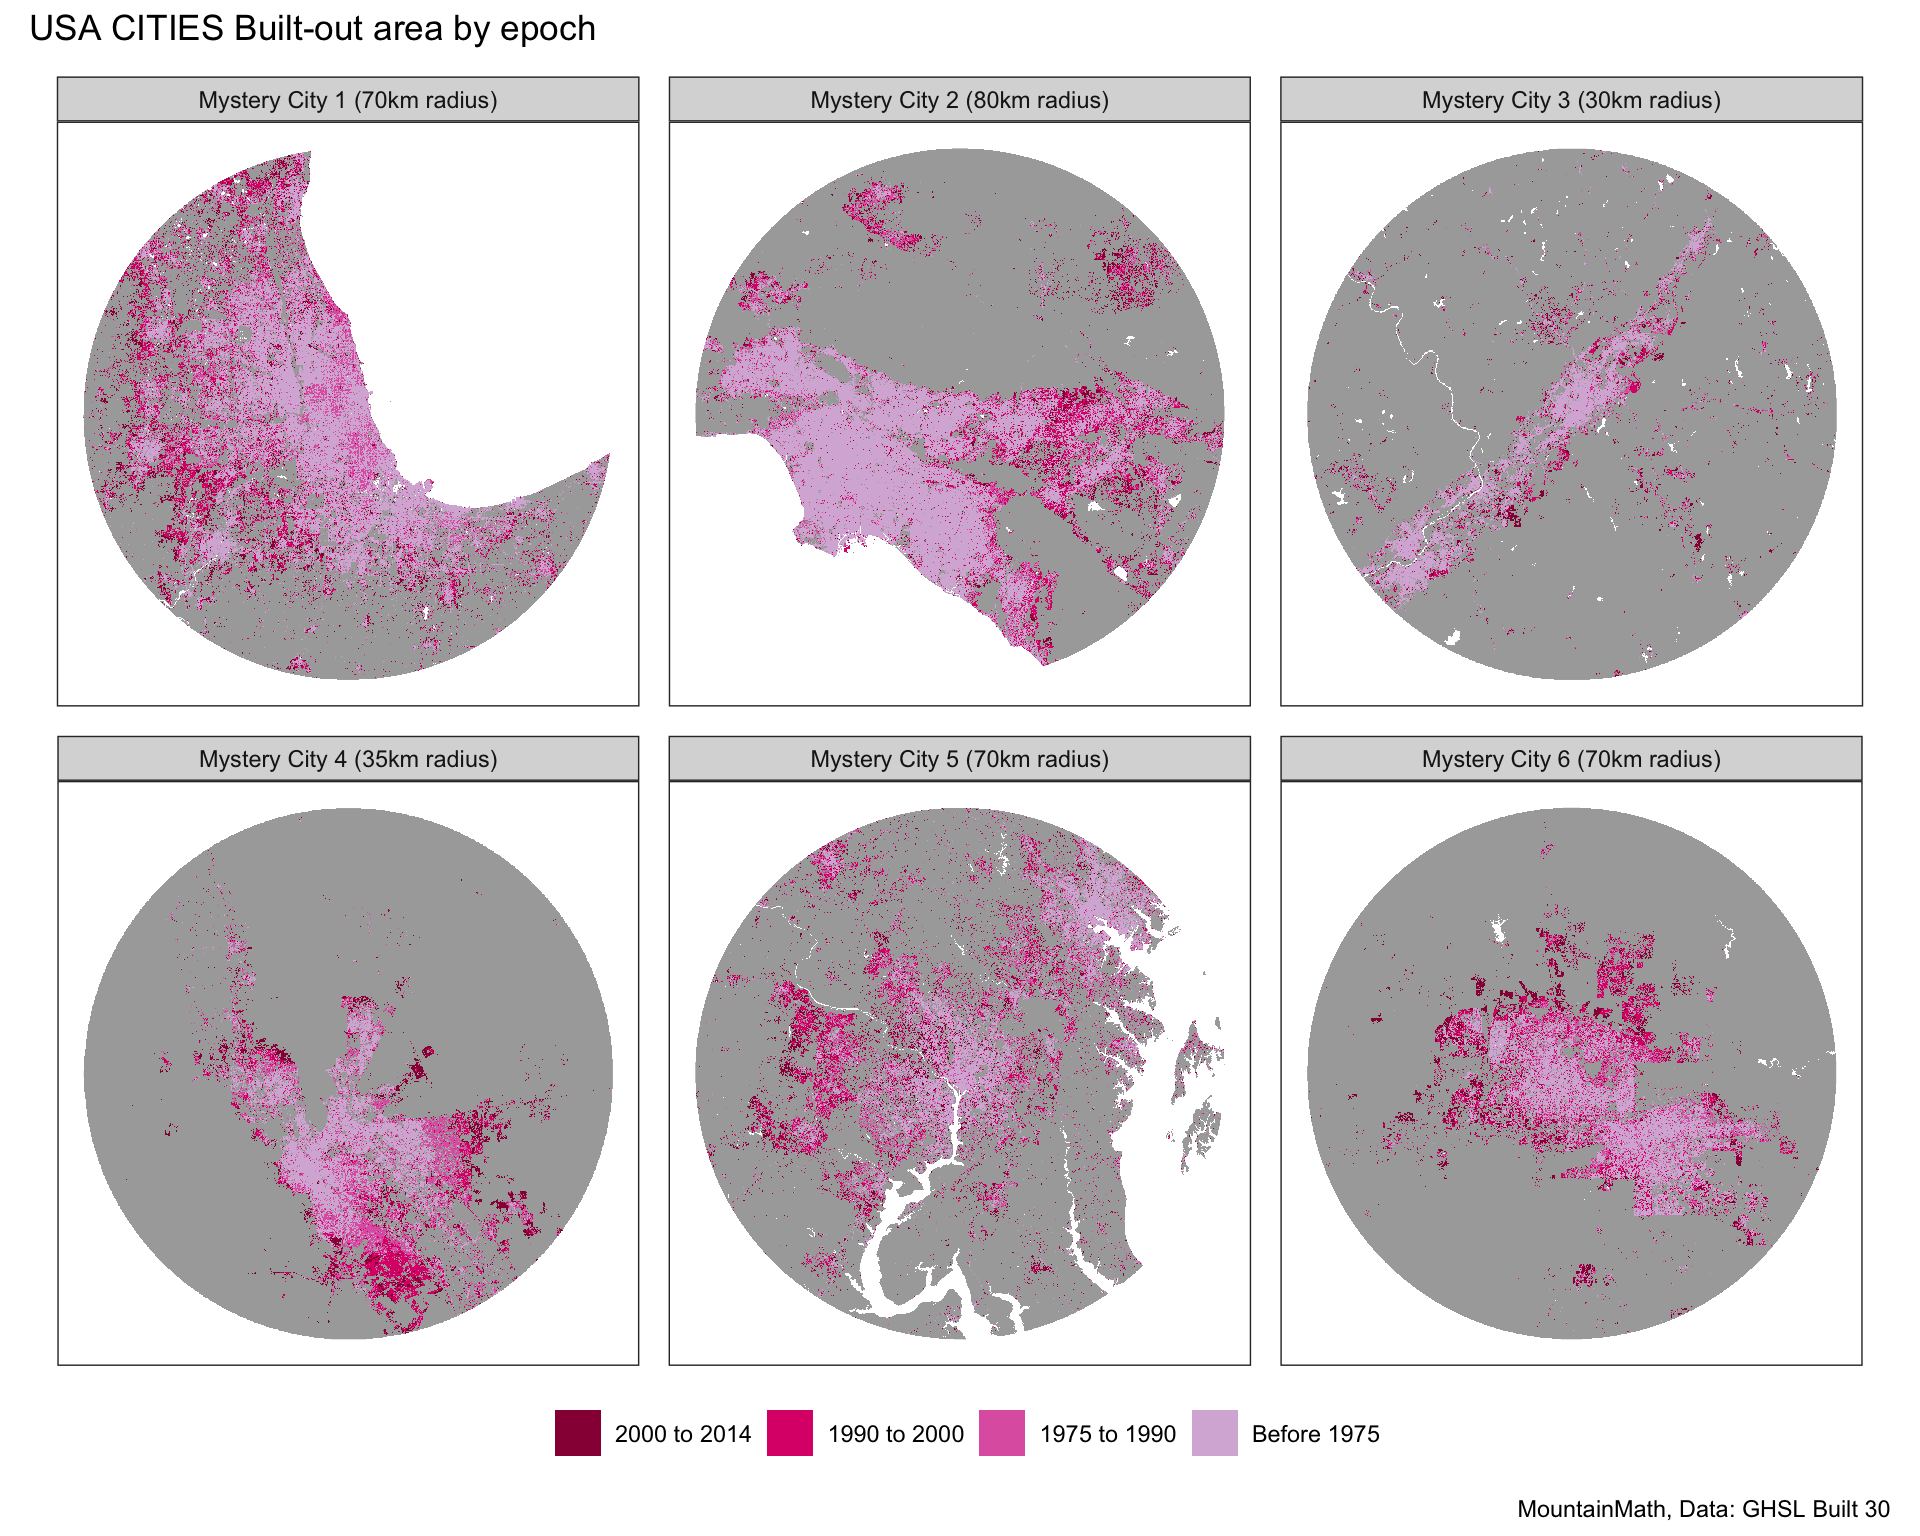 USA CITIES Built-out area by epoch
Mystery City 1 (70km radius)
Mystery City 2 (80km radius)
Mystery City 3 (30km radius)
Mystery City 4 (35km radius)
Mystery City 5 (70km radius)
Mystery City 6 (70km radius)
2000 to 2014
1990 to 2000
1975 to 1990
Before 1975
MountainMath, Data: GHSL Built 30